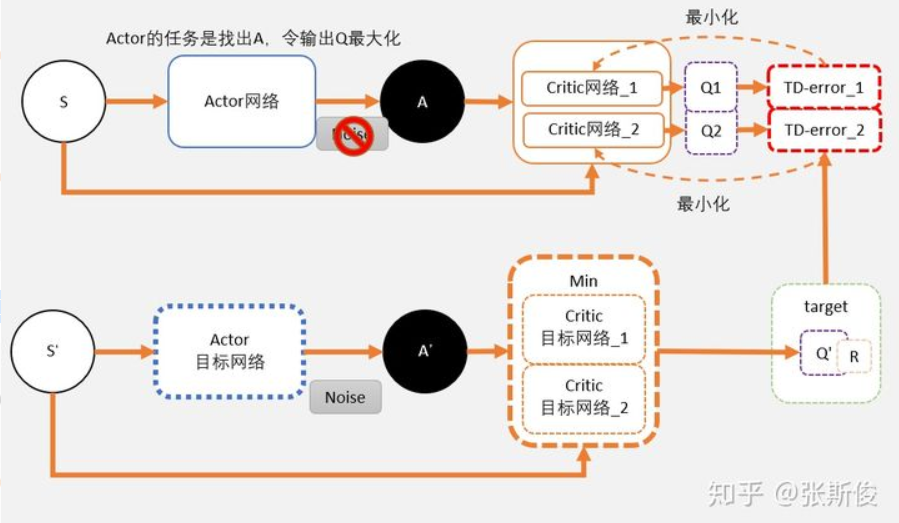 最小化
Actor的任务是找出A，令输出Q最大化
S
Actor网络
Noise
A
Critic网络_1
Critic网络_2
Q1
Q2
TD-error_1
TD-error_2
最小化
S'
Actor
目标网络
Noise
A'
Min
Critic
目标网络_1
Critic
目标网络_2
target
Q'
R
知乎 @张斯俊